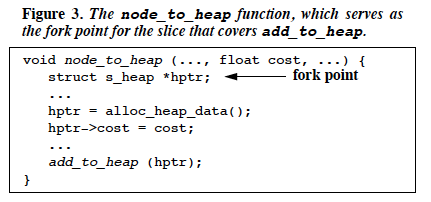 Figure 3. The node_to_heap function, which serves as
the fork point for the slice that covers add_to_heap.
void node_to_heap (..., float cost, ...) {
struct s_heap *hptr; fork point
...
hptr = alloc_heap_data();
hptr->cost = cost;
...
add_to_heap (hptr);
}